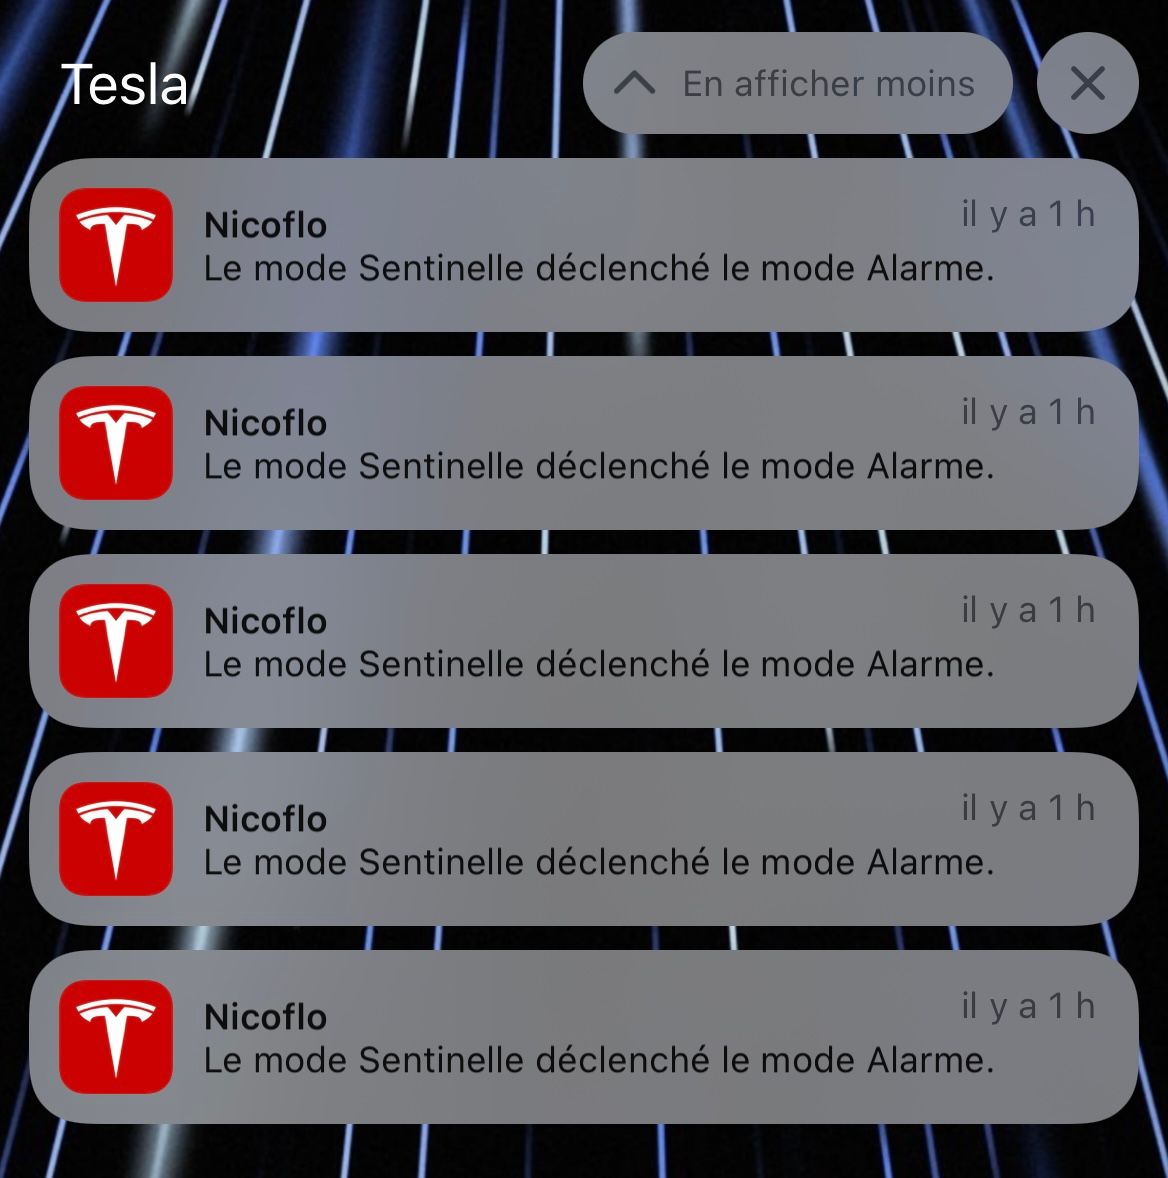 Tesla
En afficher moins
Nicoflo
il y a 1 h
Le mode Sentinelle déclenché le mode Alarme.
Nicoflo
il y a 1 h
Le mode Sentinelle déclenché le mode Alarme.
Nicoflo
il y a 1 h
Le mode Sentinelle déclenché le mode Alarme.
Nicoflo
il y a 1 h
Le mode Sentinelle déclenché le mode Alarme.
Nicoflo
il y a 1 h
Le mode Sentinelle déclenché le mode Alarme.